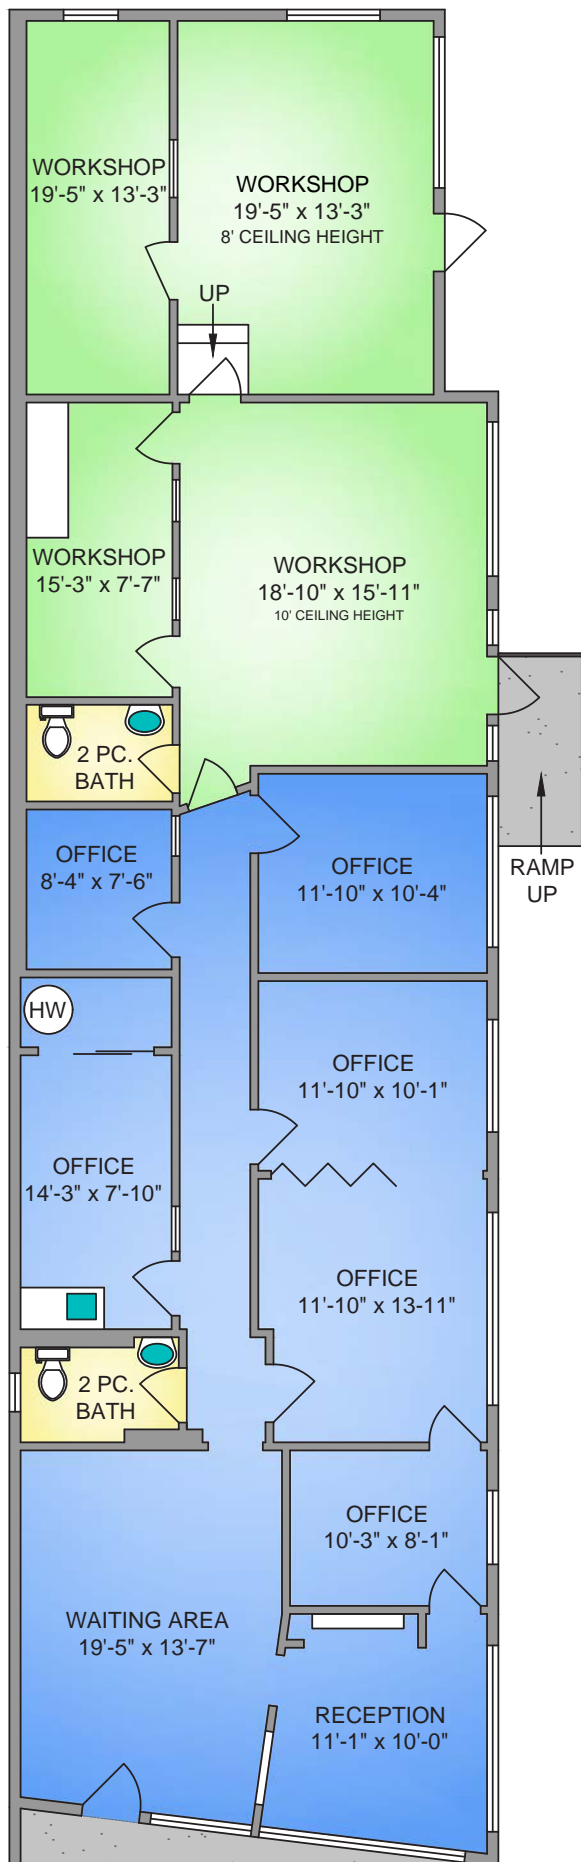 WORKSHOP
19'-5" x 13'-3"
WORKSHOP
19'-5" x 13'-3"
8' CEILING HEIGHT
UP
WORKSHOP
15'-3" x 7'-7"
WORKSHOP
18'-10" x 15'-11"
10' CEILING HEIGHT
2 PC.
BATH
OFFICE
8'-4" x 7'-6"
OFFICE
11'-10" x 10'-4"
RAMP
UP
HW
OFFICE
11'-10" x 10'-1"
OFFICE
14'-3" x 7'-10"
OFFICE
11'-10" x 13-11"
2 PC.
BATH
OFFICE
10'-3" x 8'-1"
WAITING AREA
19'-5" x 13'-7"
RECEPTION
11'-1" x 10'-0"